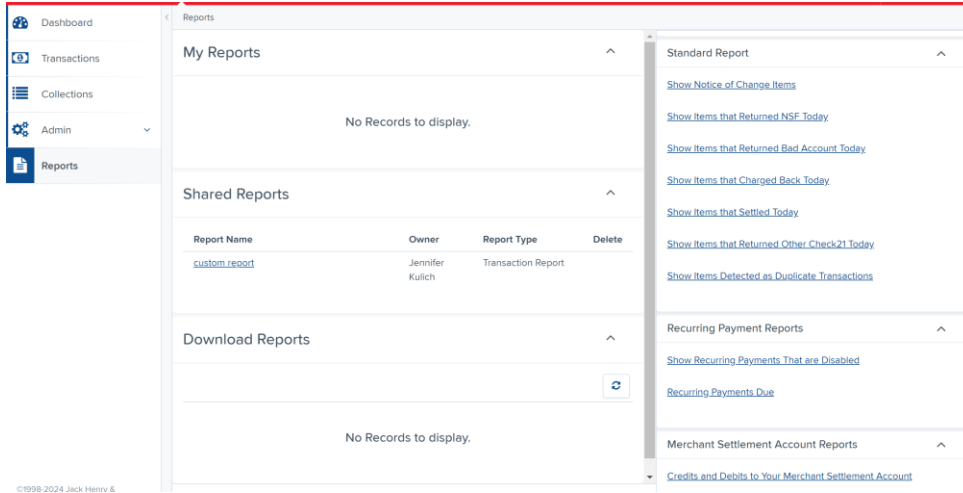 Dashboard
Transactions
Collections
Admin
Reports
©1998-2024 Jack Henry &
Reports
My Reports
No Records to display.
Shared Reports
Report Name Owner Report Type Delete
custom report Jennifer Transaction Report
Kulich
Download Reports
No Records to display.
Standard Report
Show Notice of Change Items
Show Items that Returned NSF Today
Show Items that Returned Bad Account Today
Show Items that Charged Back Today
Show Items that Settled Today
Show Items that Returned Other Check21 Today
Show Items Detected as Duplicate Transactions
Recurring Payment Reports
Show Recurring Payments That are Disabled
Recurring Payments Due
Merchant Settlement Account Reports
Credits and Debits to Your Merchant Settlement Account